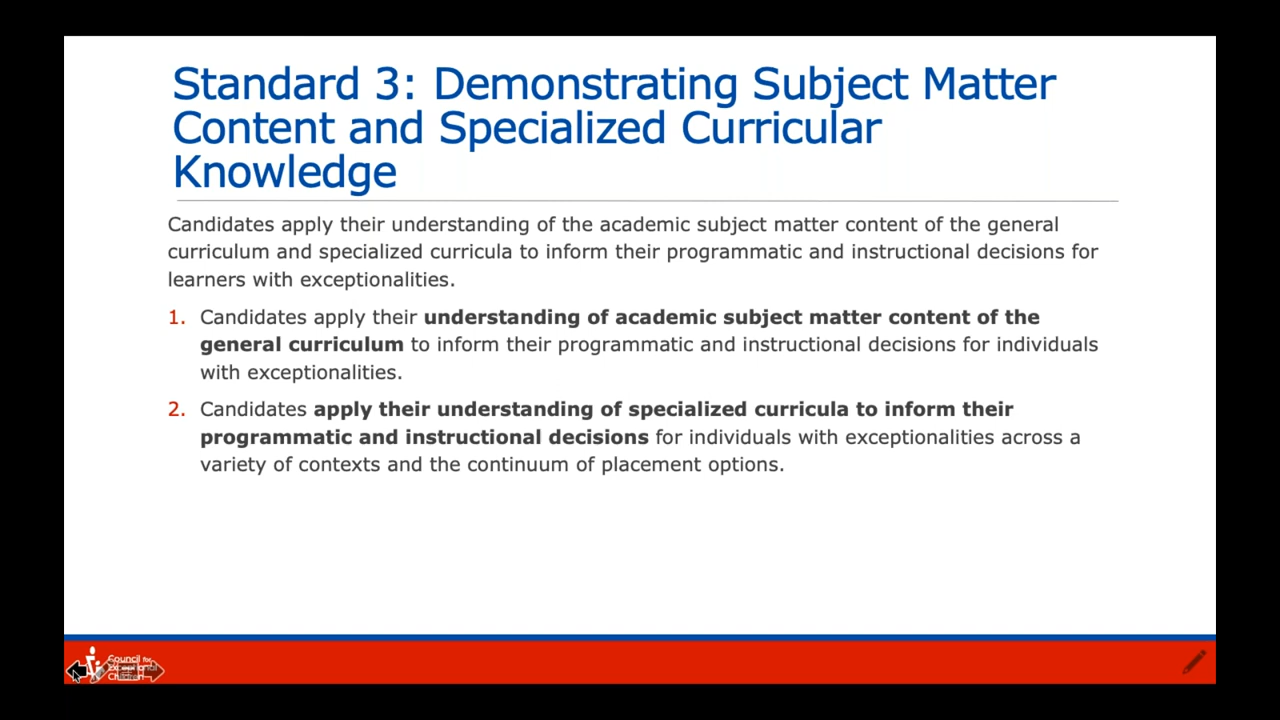 Standard 3: Demonstrating Subject Matter
Content and Specialized Curricular
Knowledge
Candidates apply their understanding of the academic subject matter content of the general
curriculum and specialized curricula to inform their programmatic and instructional decisions for
learners with exceptionalities.
1. Candidates apply their understanding of academic subject matter content of the
general curriculum to inform their programmatic and instructional decisions for individuals
with exceptionalities.
2. Candidates apply their understanding of specialized curricula to inform their
programmatic and instructional decisions for individuals with exceptionalities across a
variety of contexts and the continuum of placement options.
Council for
Exceptional
Children